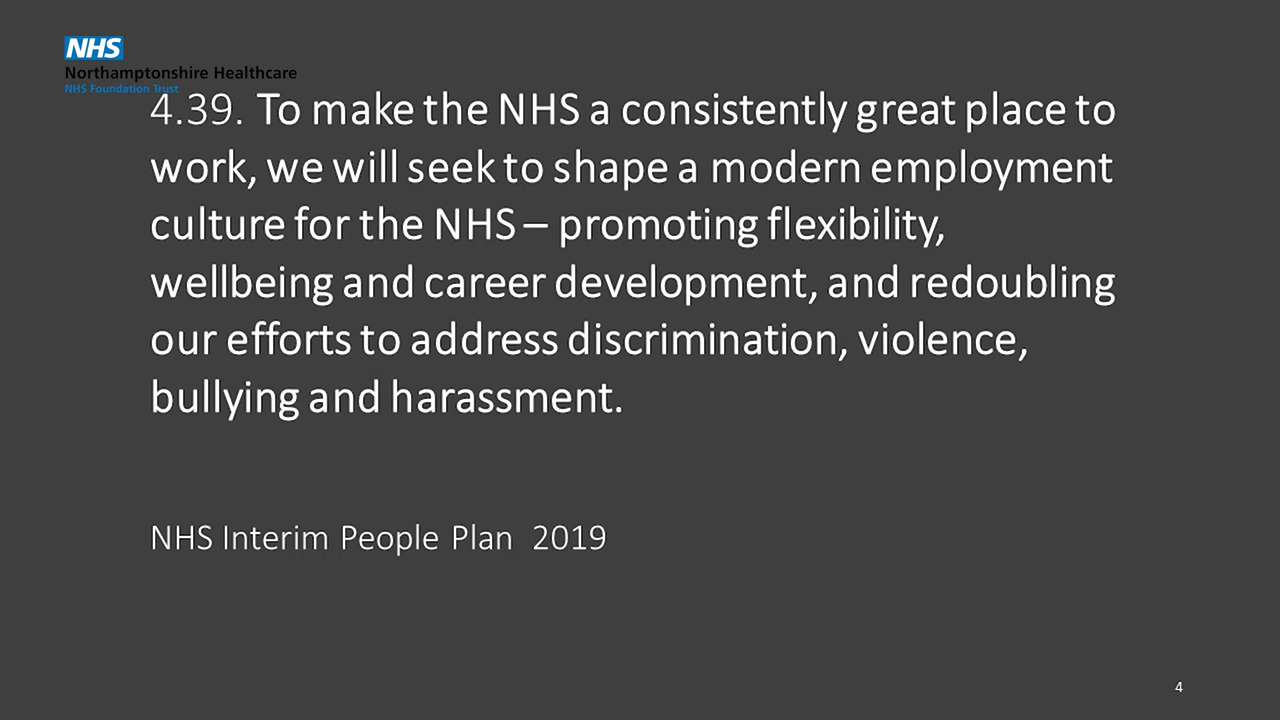 NHS
Northamptonshire Healthcare
NHS Foundation Trust
4.39. To make the NHS a consistently great place to
work, we will seek to shape a modern employment
culture for the NHS – promoting flexibility,
wellbeing and career development, and redoubling
our efforts to address discrimination, violence,
bullying and harassment.
NHS Interim People Plan 2019
4